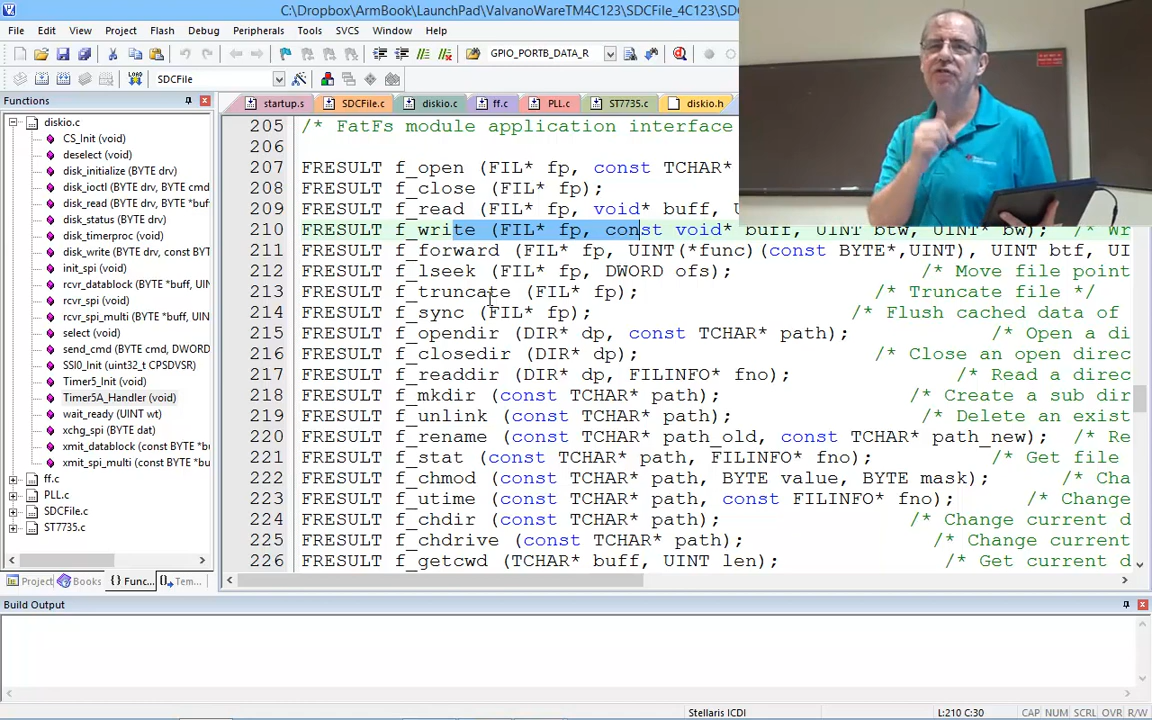 C:\Dropbox\ArmBook\LaunchPad\ValvanoWareTM4C123\SDCFile_4C123\SDC
File Edit View Project Flash Debug Peripherals Tools SVCS Window Help
GPIO_PORTB_DATA_R
LOAD SDCFile
Functions
startup.s SDCFile.c diskio.c ff.c PLL.c ST7735.c diskio.h
diskio.c
CS_Init (void)
deselect (void)
disk_initialize (BYTE drv)
disk_ioctl (BYTE drv, BYTE cmd
disk_read (BYTE drv, BYTE *buf
disk_status (BYTE drv)
disk_timerproc (void)
init_spi (void)
rcvr_datablock (BYTE *buff, UI
rcvr_spi (void)
rcvr_spi_multi (BYTE *buff, UI
select (void)
send_cmd (BYTE cmd, DWORD
SSI0_Init (uint32_t CPSDVSR)
Timer5_Init (void)
Timer5A_Handler (void)
wait_ready (UINT wt)
xchg_spi (BYTE dat)
xmit_datablock (const BYTE *b
xmit_spi_multi (const BYTE *bu
ff.c
PLL.c
SDCFile.c
ST7735.c
Project Books {} Func... Tem...
205 /* FatFs module application interface
206
207 FRESULT f_open (FIL* fp, const TCHAR*
208 FRESULT f_close (FIL* fp);
209 FRESULT f_read (FIL* fp, void* buff, U
210 FRESULT f_write (FIL* fp, const void* buff, UINT btw, UINT* bw); /* Wr
211 FRESULT f_forward (FIL* fp, UINT(*func)(const BYTE*,UINT), UINT btf, UI
212 FRESULT f_lseek (FIL* fp, DWORD ofs); /* Move file point
213 FRESULT f_truncate (FIL* fp); /* Truncate file */
214 FRESULT f_sync (FIL* fp); /* Flush cached data of
215 FRESULT f_opendir (DIR* dp, const TCHAR* path); /* Open a di
216 FRESULT f_closedir (DIR* dp); /* Close an open direc
217 FRESULT f_readdir (DIR* dp, FILINFO* fno); /* Read a direc
218 FRESULT f_mkdir (const TCHAR* path); /* Create a sub dir
219 FRESULT f_unlink (const TCHAR* path); /* Delete an exist
220 FRESULT f_rename (const TCHAR* path_old, const TCHAR* path_new); /* Re
221 FRESULT f_stat (const TCHAR* path, FILINFO* fno); /* Get file
222 FRESULT f_chmod (const TCHAR* path, BYTE value, BYTE mask); /* Cha
223 FRESULT f_utime (const TCHAR* path, const FILINFO* fno); /* Change
224 FRESULT f_chdir (const TCHAR* path); /* Change current d
225 FRESULT f_chdrive (const TCHAR* path); /* Change current
226 FRESULT f_getcwd (TCHAR* buff, UINT len); /* Get current d
Build Output
Stellaris ICDI L:210 C:30 CAP NUM SCRL OVR R/W